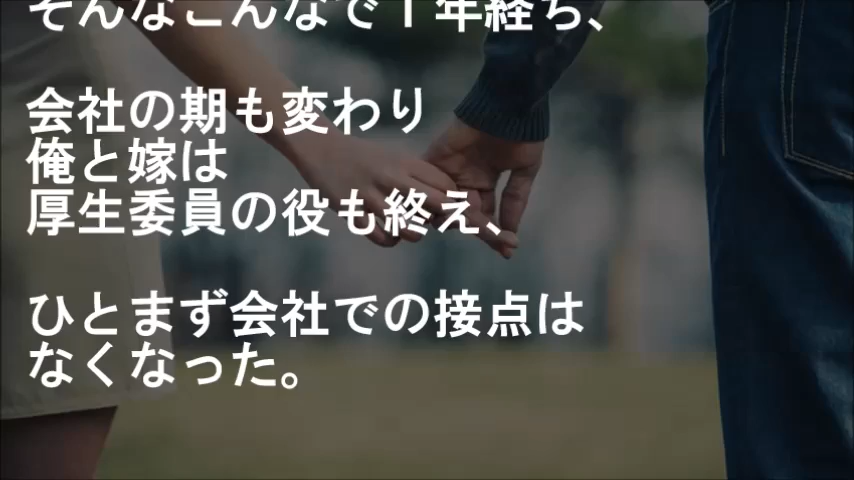 そんなこんなで１年経ち、
会社の期も変わり
俺と嫁は
厚生委員の役も終え、
ひとまず会社での接点は
なくなった。